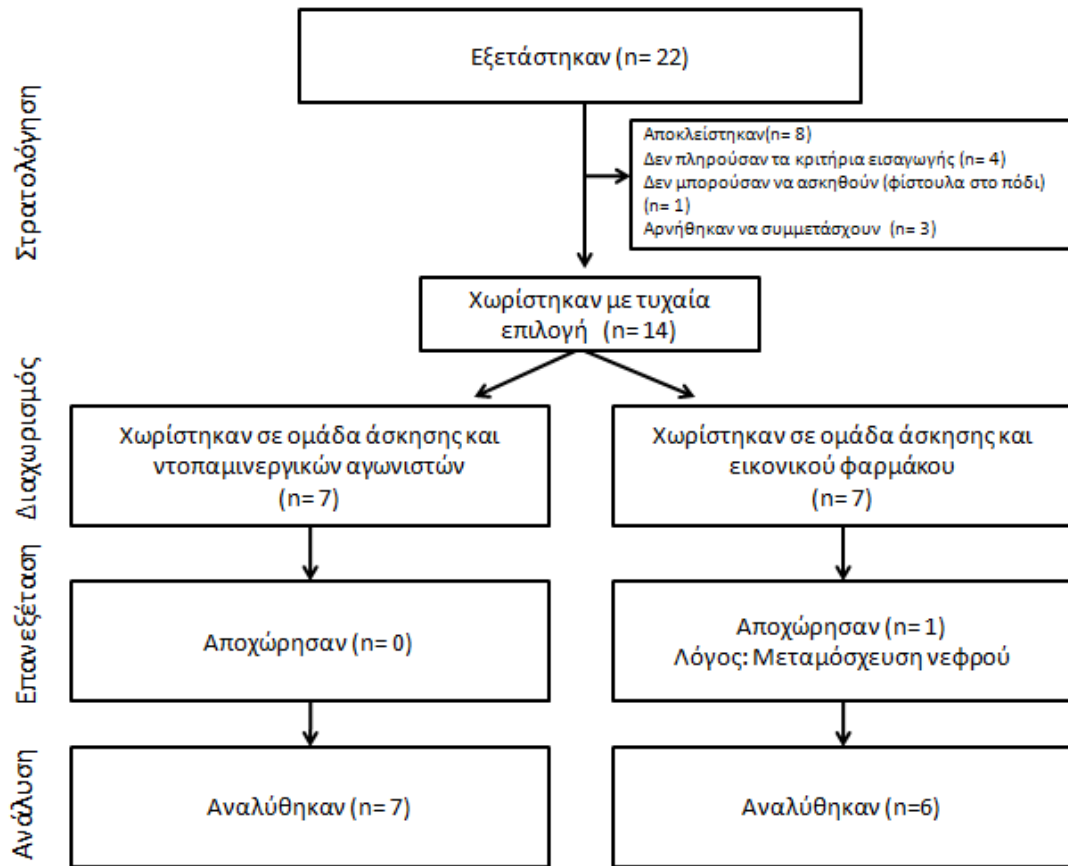 Στρατολόγηση
Εξετάστηκαν (n= 22)
Αποκλείστηκαν(n= 8)
Δεν πληρούσαν τα κριτήρια εισαγωγής (n= 4)
Δεν μπορούσαν να ασκηθούν (φίστουλα στο πόδι)
(n= 1)
Αρνήθηκαν να συμμετάσχουν (n= 3)
Χωρίστηκαν με τυχαία
επιλογή (n= 14)
Διαχωρισμός
Χωρίστηκαν σε ομάδα άσκησης και
ντοπαμινεργικών αγωνιστών
(n= 7)
Χωρίστηκαν σε ομάδα άσκησης και
εικονικού φαρμάκου
(n= 7)
Επανεξέταση
Αποχώρησαν (n= 0)
Αποχώρησαν (n= 1)
Λόγος: Μεταμόσχευση νεφρού
Ανάλυση
Αναλύθηκαν (n= 7)
Αναλύθηκαν (n=6)